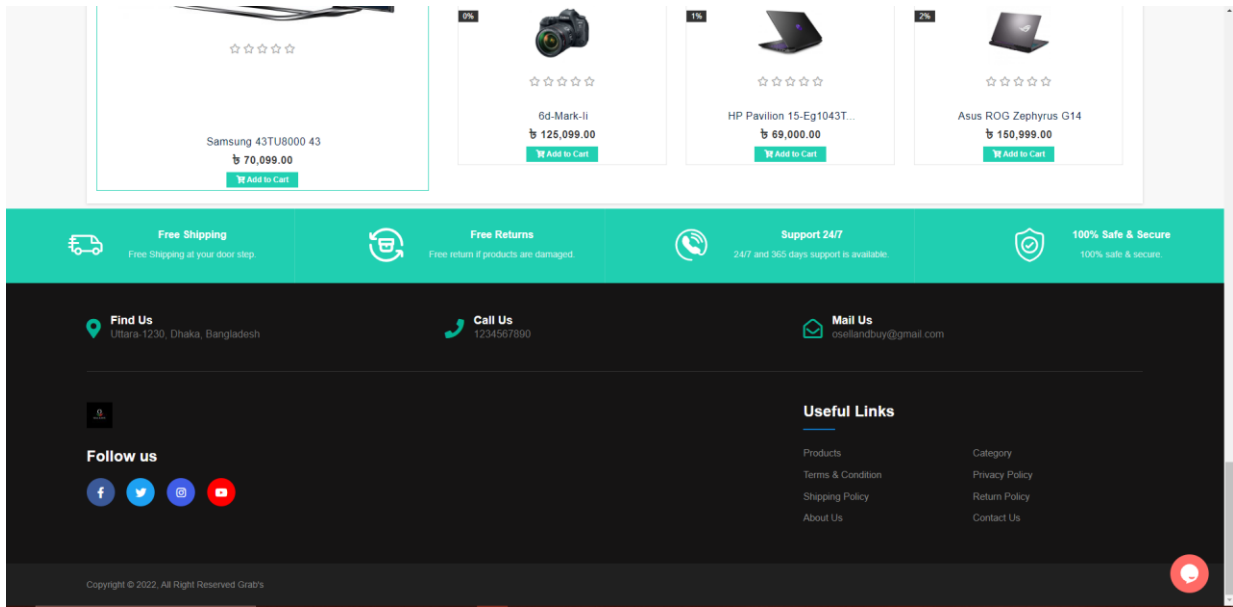 0%
1%
2%
6d-Mark-Ii
৳ 125,099.00
Add to Cart
HP Pavilion 15-Eg1043T...
৳ 69,000.00
Add to Cart
Asus ROG Zephyrus G14
৳ 150,999.00
Add to Cart
Samsung 43TU8000 43
৳ 70,099.00
Add to Cart
Free Shipping
Free Shipping at your door step.
Free Returns
Free return if products are damaged.
Support 24/7
24/7 and 365 days support is available.
100% Safe & Secure
100% safe & secure.
Find Us
Uttara-1230, Dhaka, Bangladesh
Call Us
1234567890
Mail Us
osellandbuy@gmail.com
Follow us
Useful Links
Products
Category
Terms & Condition
Privacy Policy
Shipping Policy
Return Policy
About Us
Contact Us
Copyright © 2022, All Right Reserved Grab's